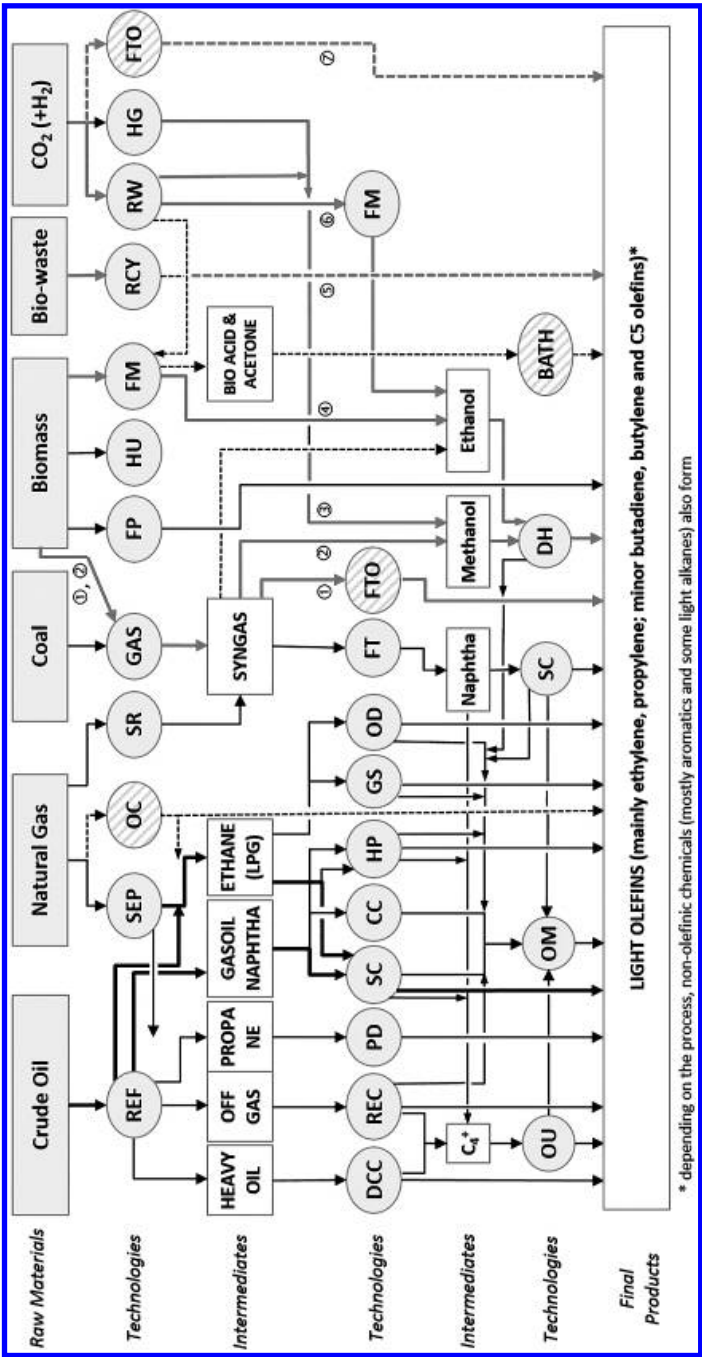 Raw Materials
Crude Oil
Natural Gas
Coal
Biomass
Bio-waste
CO₂ (+H₂)
①, ②
Technologies
REF
SEP
OC
SR
GAS
FP
HU
FM
RCY
RW
HG
FTO
Intermediates
HEAVY
OIL
OFF
GAS
PROPA
NE
GASOIL
NAPHTHA
ETHANE
(LPG)
SYNGAS
BIO ACID &
ACETONE
①
②
③
④
⑤
⑥
⑦
Technologies
DCC
REC
PD
SC
CC
HP
GS
OD
FT
FTO
FM
Intermediates
C₄⁺
Naphtha
Methanol
Ethanol
Technologies
OU
OM
SC
DH
BATH
Final
Products
LIGHT OLEFINS (mainly ethylene, propylene; minor butadiene, butylene and C5 olefins)*
* depending on the process, non-olefinic chemicals (mostly aromatics and some light alkanes) also form